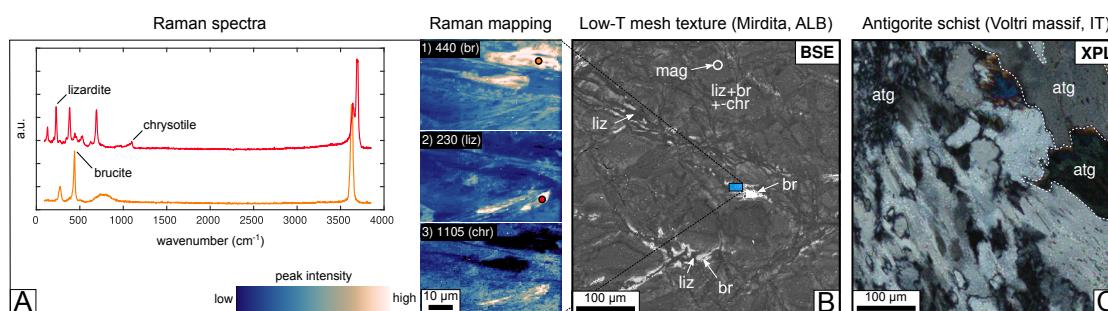 Raman spectra
Raman mapping
Low-T mesh texture (Mirdita, ALB)
Antigorite schist (Voltri massif, IT)
a.u.
lizardite
chrysotile
brucite
0 500 1000 1500 2000 2500 3000 3500 4000
wavenumber (cm⁻¹)
peak intensity
low
high
A
1) 440 (br)
2) 230 (liz)
3) 1105 (chr)
10 µm
BSE
mag
liz+br
+-chr
liz
br
liz
br
100 µm
B
XPL
atg
atg
atg
100 µm
C